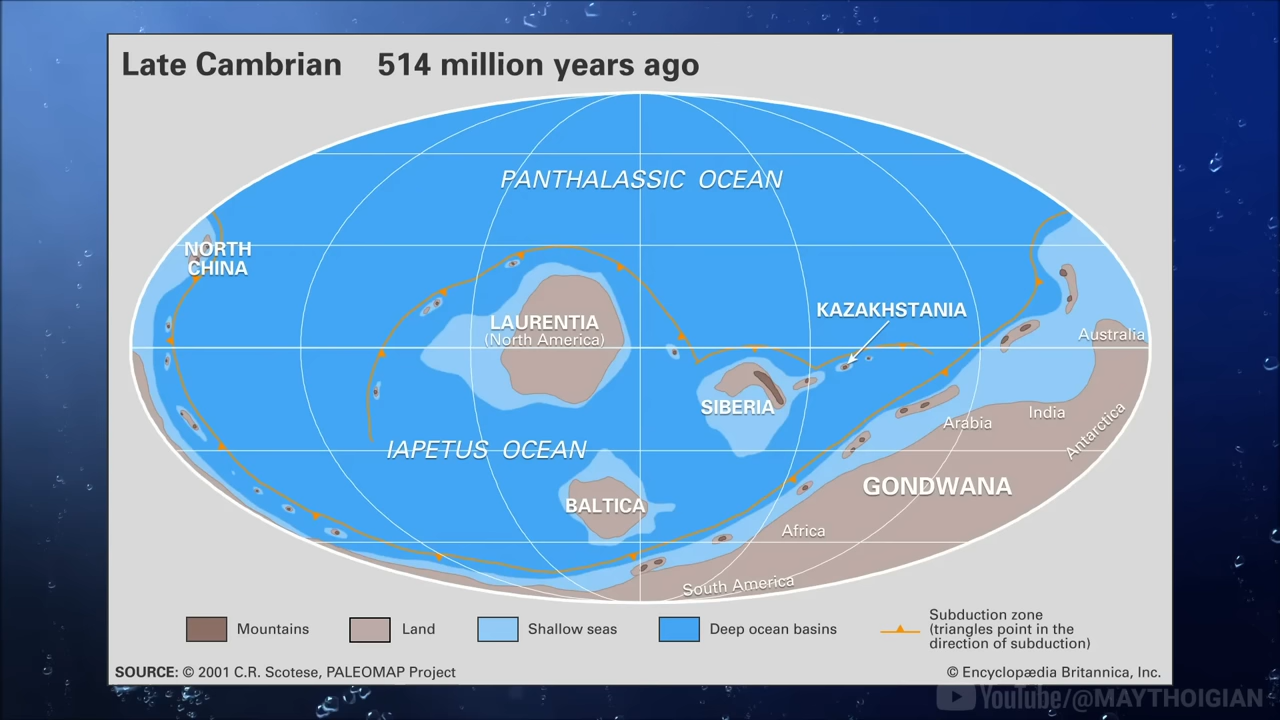 Late Cambrian 514 million years ago
PANTHALASSIC OCEAN
NORTH
CHINA
LAURENTIA
(North America)
KAZAKHSTANIA
Australia
SIBERIA
India
Arabia
Antarctica
IAPETUS OCEAN
GONDWANA
BALTICA
Africa
South America
Mountains
Land
Shallow seas
Deep ocean basins
Subduction zone
(triangles point in the
direction of subduction)
SOURCE: © 2001 C.R. Scotese, PALEOMAP Project
© Encyclopædia Britannica, Inc.
YouTube/@MAYTHOIGIAN